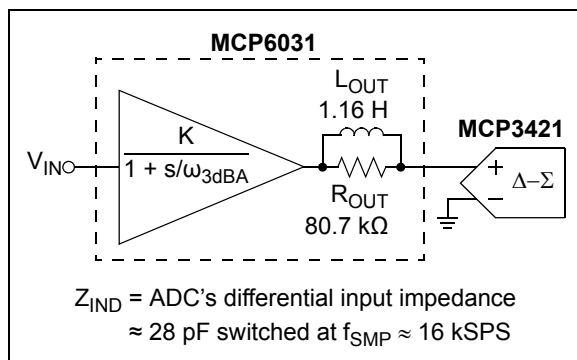 MCP6031
L_OUT
1.16 H
MCP3421
K
V_IN
1 + s/ω_3dBA
+
Δ–Σ
−
R_OUT
80.7 kΩ
Z_IND = ADC's differential input impedance
≈ 28 pF switched at f_SMP ≈ 16 kSPS